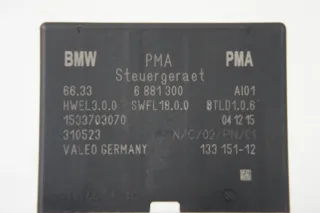 BMW PMA PMA
Steuergeraet
66.33 6 881 300 AI01
HWEL3.0.0 SWFL18.0.0 BTLD1.0.6
1533703070 041215
310523 N/C/02/PN/C1
VALEO GERMANY 133 151-12